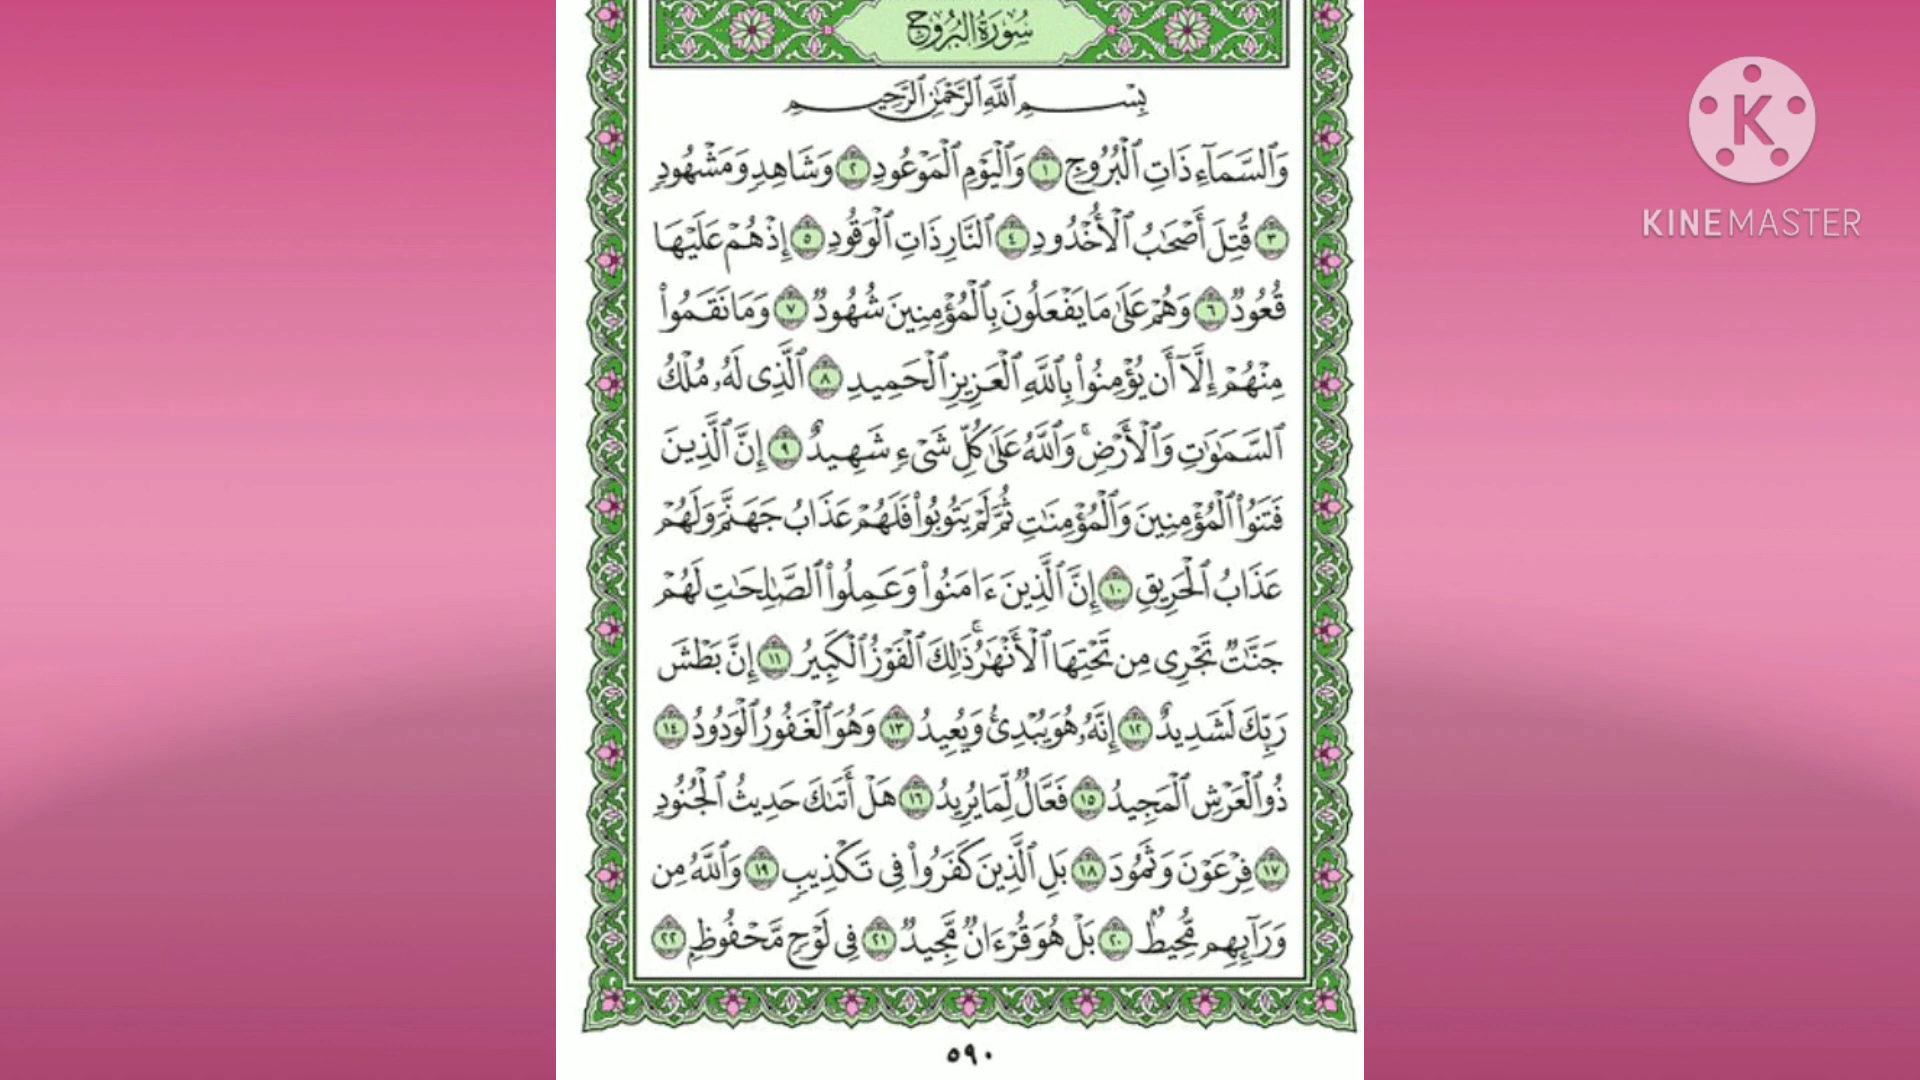 سُورَةُ البُرُوجِ
بِسْمِ ٱللَّهِ ٱلرَّحْمَٰنِ ٱلرَّحِيمِ
وَٱلسَّمَآءِ ذَاتِ ٱلْبُرُوجِ ١ وَٱلْيَوْمِ ٱلْمَوْعُودِ ٢ وَشَاهِدٍ وَمَشْهُودٍ
٣ قُتِلَ أَصْحَٰبُ ٱلْأُخْدُودِ ٤ ٱلنَّارِ ذَاتِ ٱلْوَقُودِ ٥ إِذْ هُمْ عَلَيْهَا
قُعُودٌ ٦ وَهُمْ عَلَىٰ مَا يَفْعَلُونَ بِٱلْمُؤْمِنِينَ شُهُودٌ ٧ وَمَا نَقَمُوا۟
مِنْهُمْ إِلَّآ أَن يُؤْمِنُوا۟ بِٱللَّهِ ٱلْعَزِيزِ ٱلْحَمِيدِ ٨ ٱلَّذِى لَهُۥ مُلْكُ
ٱلسَّمَٰوَٰتِ وَٱلْأَرْضِ ۚ وَٱللَّهُ عَلَىٰ كُلِّ شَىْءٍ شَهِيدٌ ٩ إِنَّ ٱلَّذِينَ
فَتَنُوا۟ ٱلْمُؤْمِنِينَ وَٱلْمُؤْمِنَٰتِ ثُمَّ لَمْ يَتُوبُوا۟ فَلَهُمْ عَذَابُ جَهَنَّمَ وَلَهُمْ
عَذَابُ ٱلْحَرِيقِ ١٠ إِنَّ ٱلَّذِينَ ءَامَنُوا۟ وَعَمِلُوا۟ ٱلصَّٰلِحَٰتِ لَهُمْ
جَنَّٰتٌ تَجْرِى مِن تَحْتِهَا ٱلْأَنْهَٰرُ ۚ ذَٰلِكَ ٱلْفَوْزُ ٱلْكَبِيرُ ١١ إِنَّ بَطْشَ
رَبِّكَ لَشَدِيدٌ ١٢ إِنَّهُۥ هُوَ يُبْدِئُ وَيُعِيدُ ١٣ وَهُوَ ٱلْغَفُورُ ٱلْوَدُودُ ١٤
ذُو ٱلْعَرْشِ ٱلْمَجِيدُ ١٥ فَعَّالٌ لِّمَا يُرِيدُ ١٦ هَلْ أَتَىٰكَ حَدِيثُ ٱلْجُنُودِ
١٧ فِرْعَوْنَ وَثَمُودَ ١٨ بَلِ ٱلَّذِينَ كَفَرُوا۟ فِى تَكْذِيبٍ ١٩ وَٱللَّهُ مِن
وَرَآئِهِم مُّحِيطٌۢ ٢٠ بَلْ هُوَ قُرْءَانٌ مَّجِيدٌ ٢١ فِى لَوْحٍ مَّحْفُوظٍۭ ٢٢
٥٩٠
K
KINEMASTER